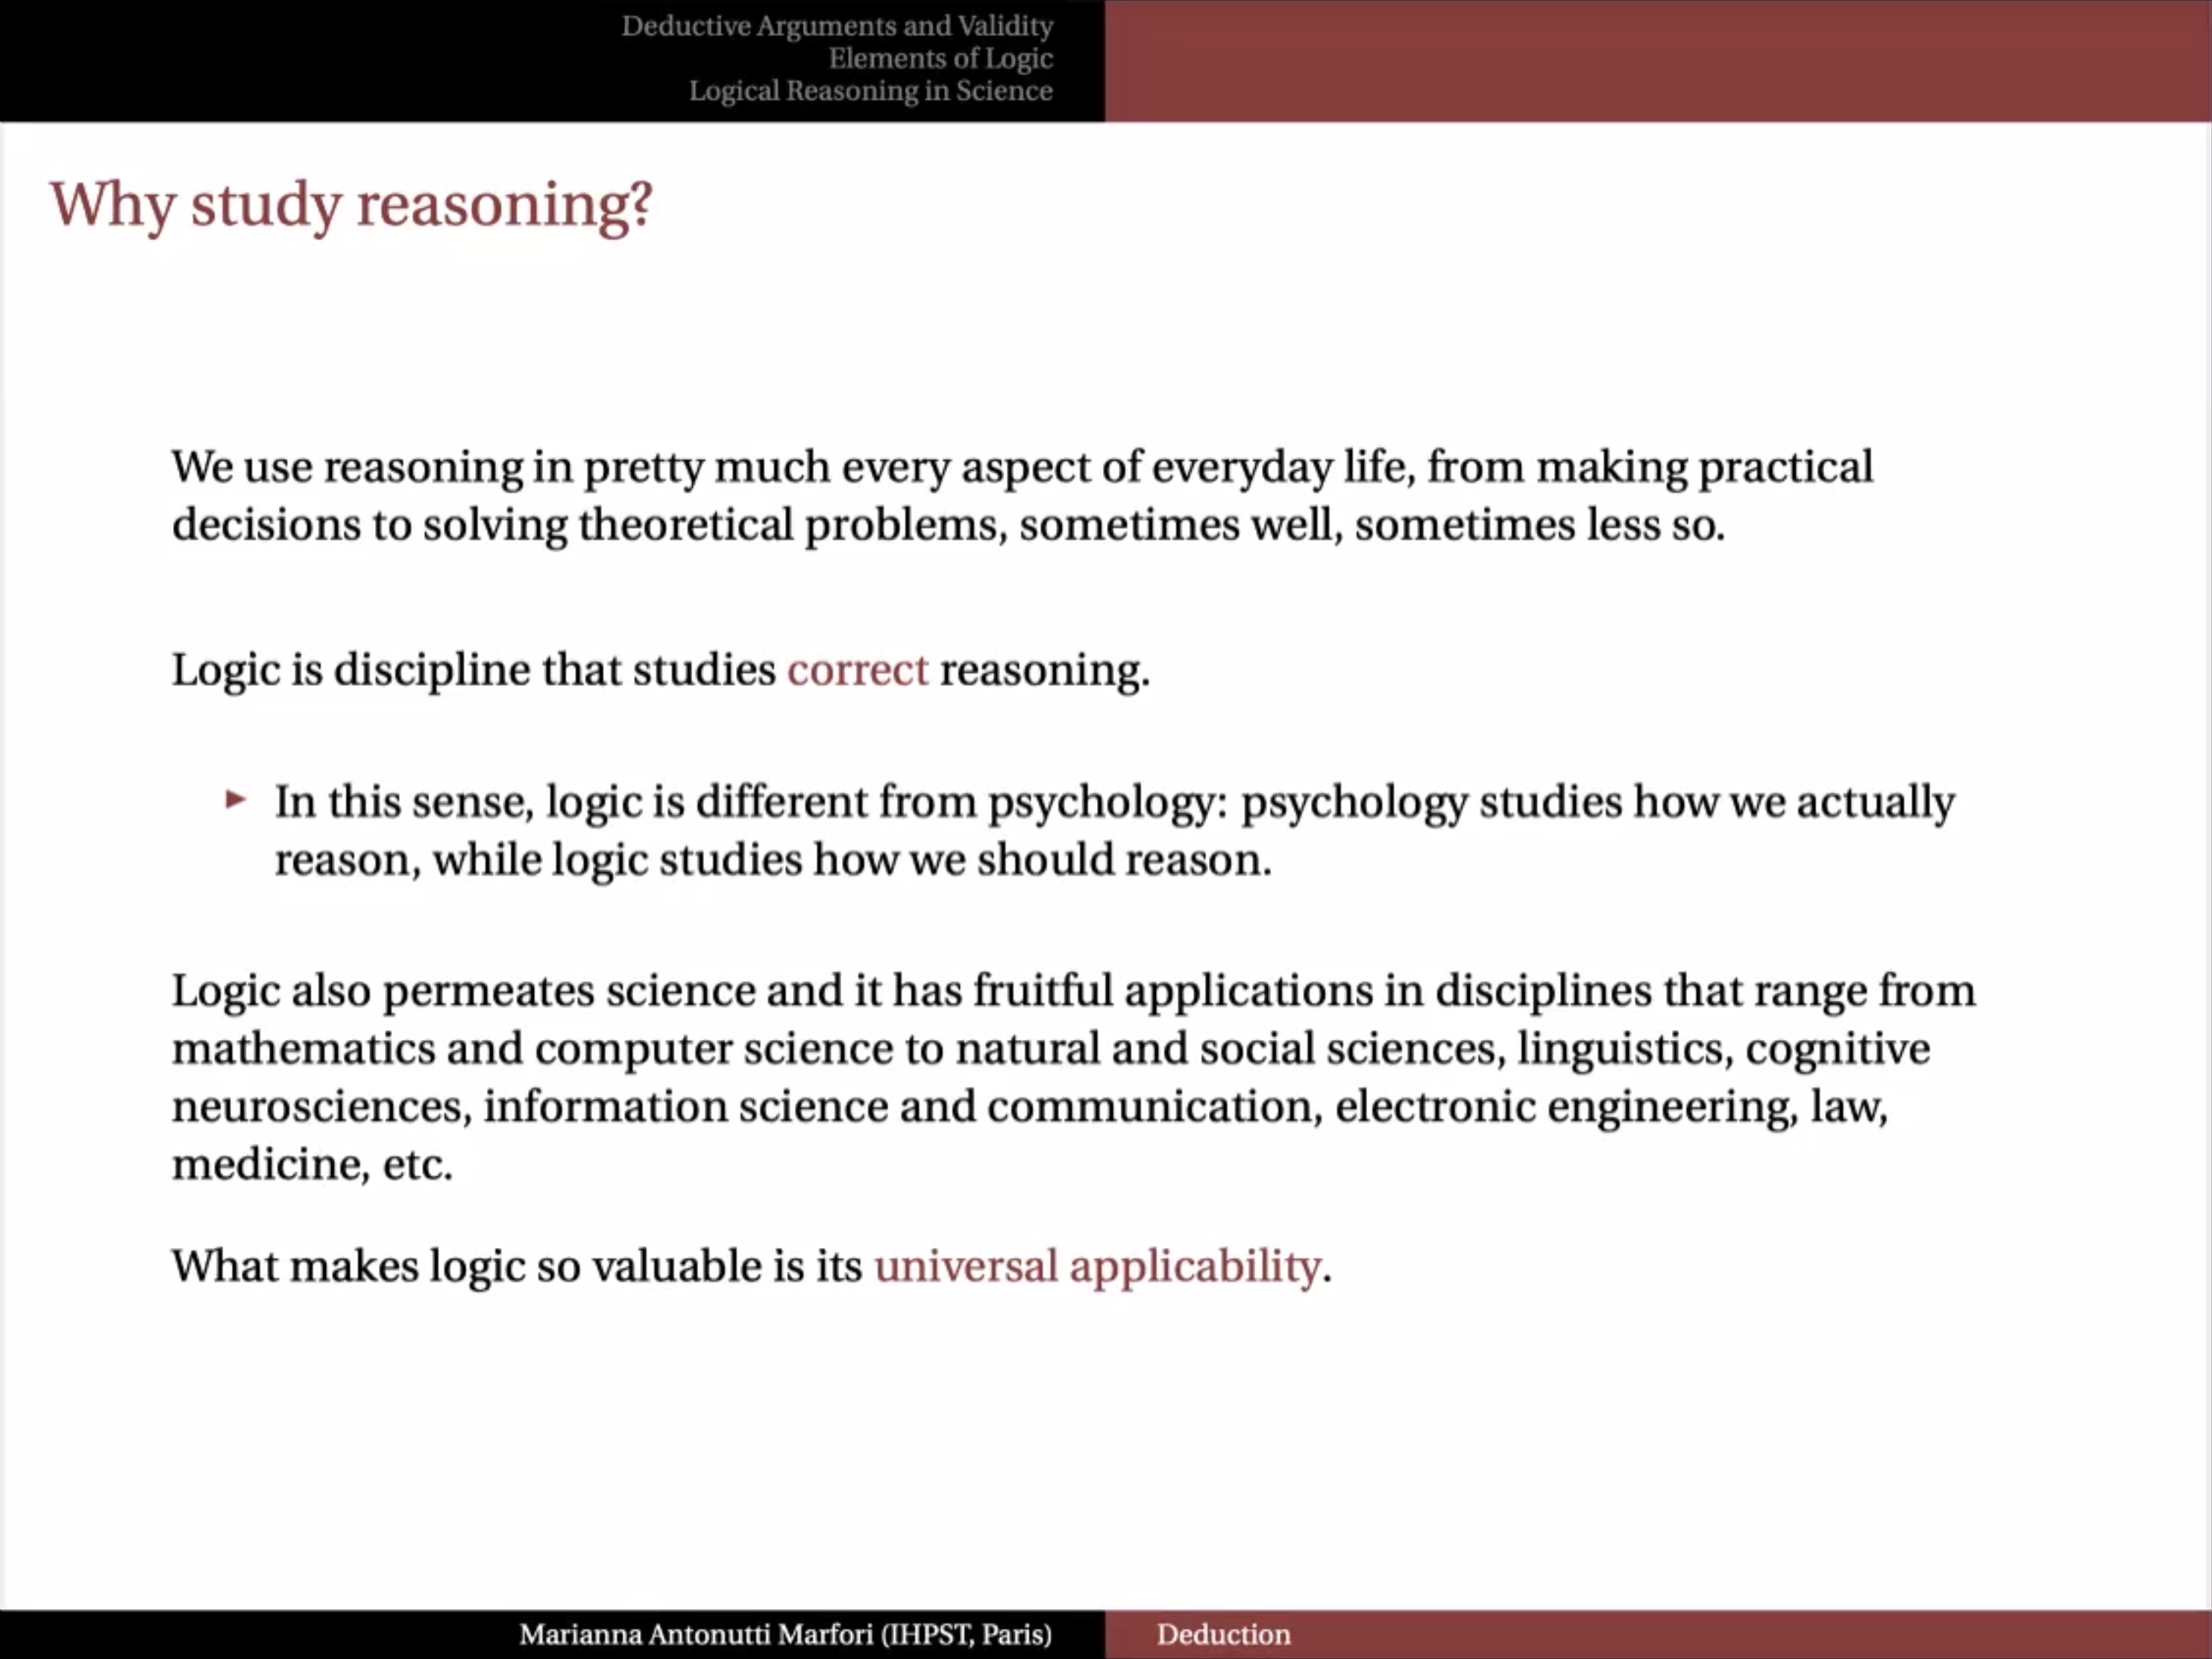 Deductive Arguments and Validity
Elements of Logic
Logical Reasoning in Science
Why study reasoning?
We use reasoning in pretty much every aspect of everyday life, from making practical
decisions to solving theoretical problems, sometimes well, sometimes less so.
Logic is discipline that studies correct reasoning.
► In this sense, logic is different from psychology: psychology studies how we actually
reason, while logic studies how we should reason.
Logic also permeates science and it has fruitful applications in disciplines that range from
mathematics and computer science to natural and social sciences, linguistics, cognitive
neurosciences, information science and communication, electronic engineering, law,
medicine, etc.
What makes logic so valuable is its universal applicability.
Marianna Antonutti Marfori (IHPST, Paris)
Deduction